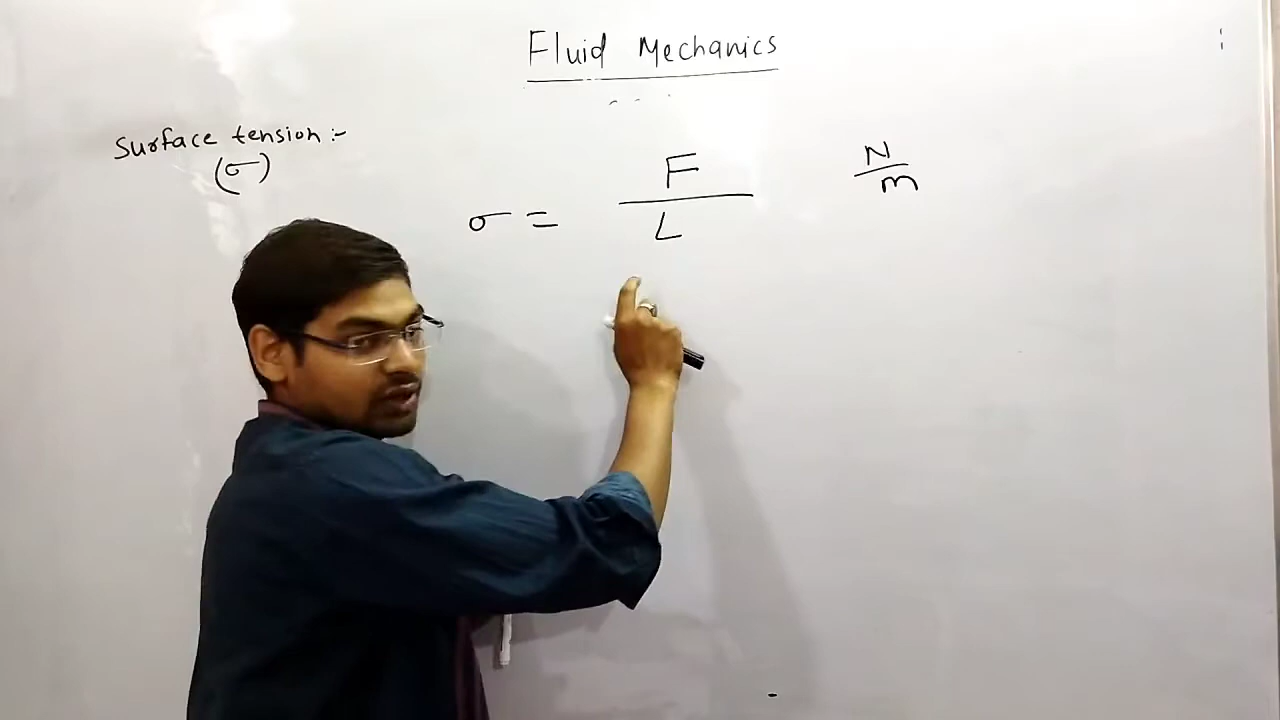 Fluid Mechanics
Surface tension :-
(σ)
σ = F/L
N/m